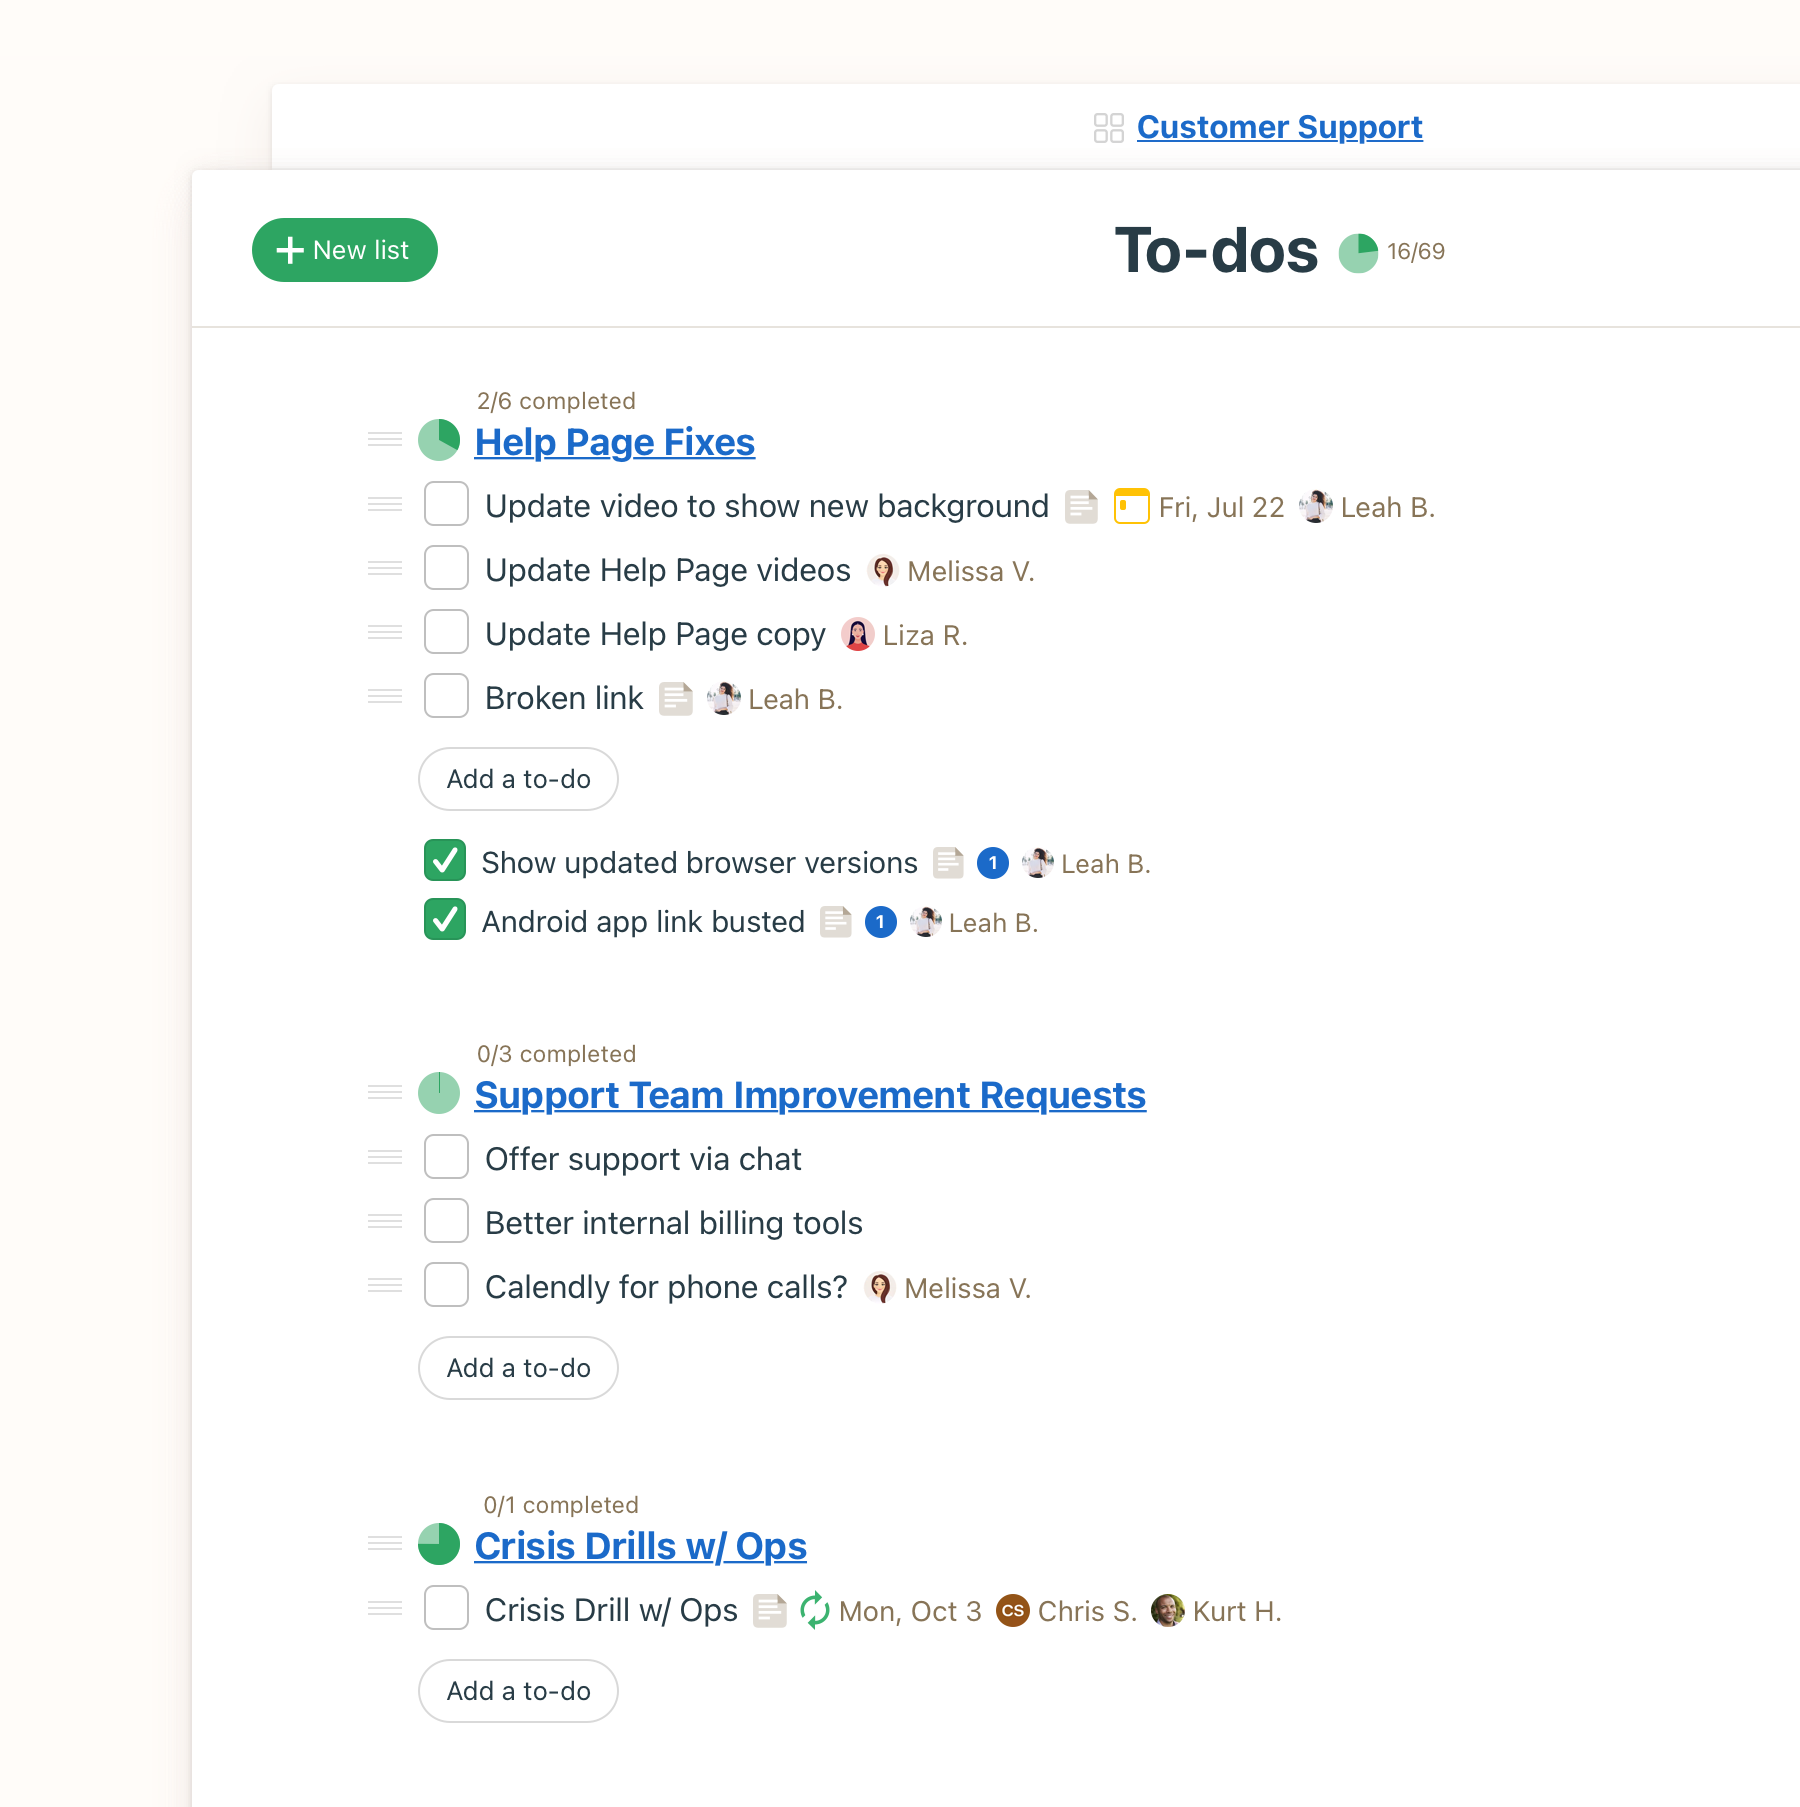 Customer Support
New list
To-dos 16/69
2/6 completed
Help Page Fixes
Update video to show new background Fri, Jul 22 Leah B.
Update Help Page videos Melissa V.
Update Help Page copy Liza R.
Broken link Leah B.
Add a to-do
Show updated browser versions 1 Leah B.
Android app link busted 1 Leah B.
0/3 completed
Support Team Improvement Requests
Offer support via chat
Better internal billing tools
Calendly for phone calls? Melissa V.
Add a to-do
0/1 completed
Crisis Drills w/ Ops
Crisis Drill w/ Ops Mon, Oct 3 CS Chris S. Kurt H.
Add a to-do